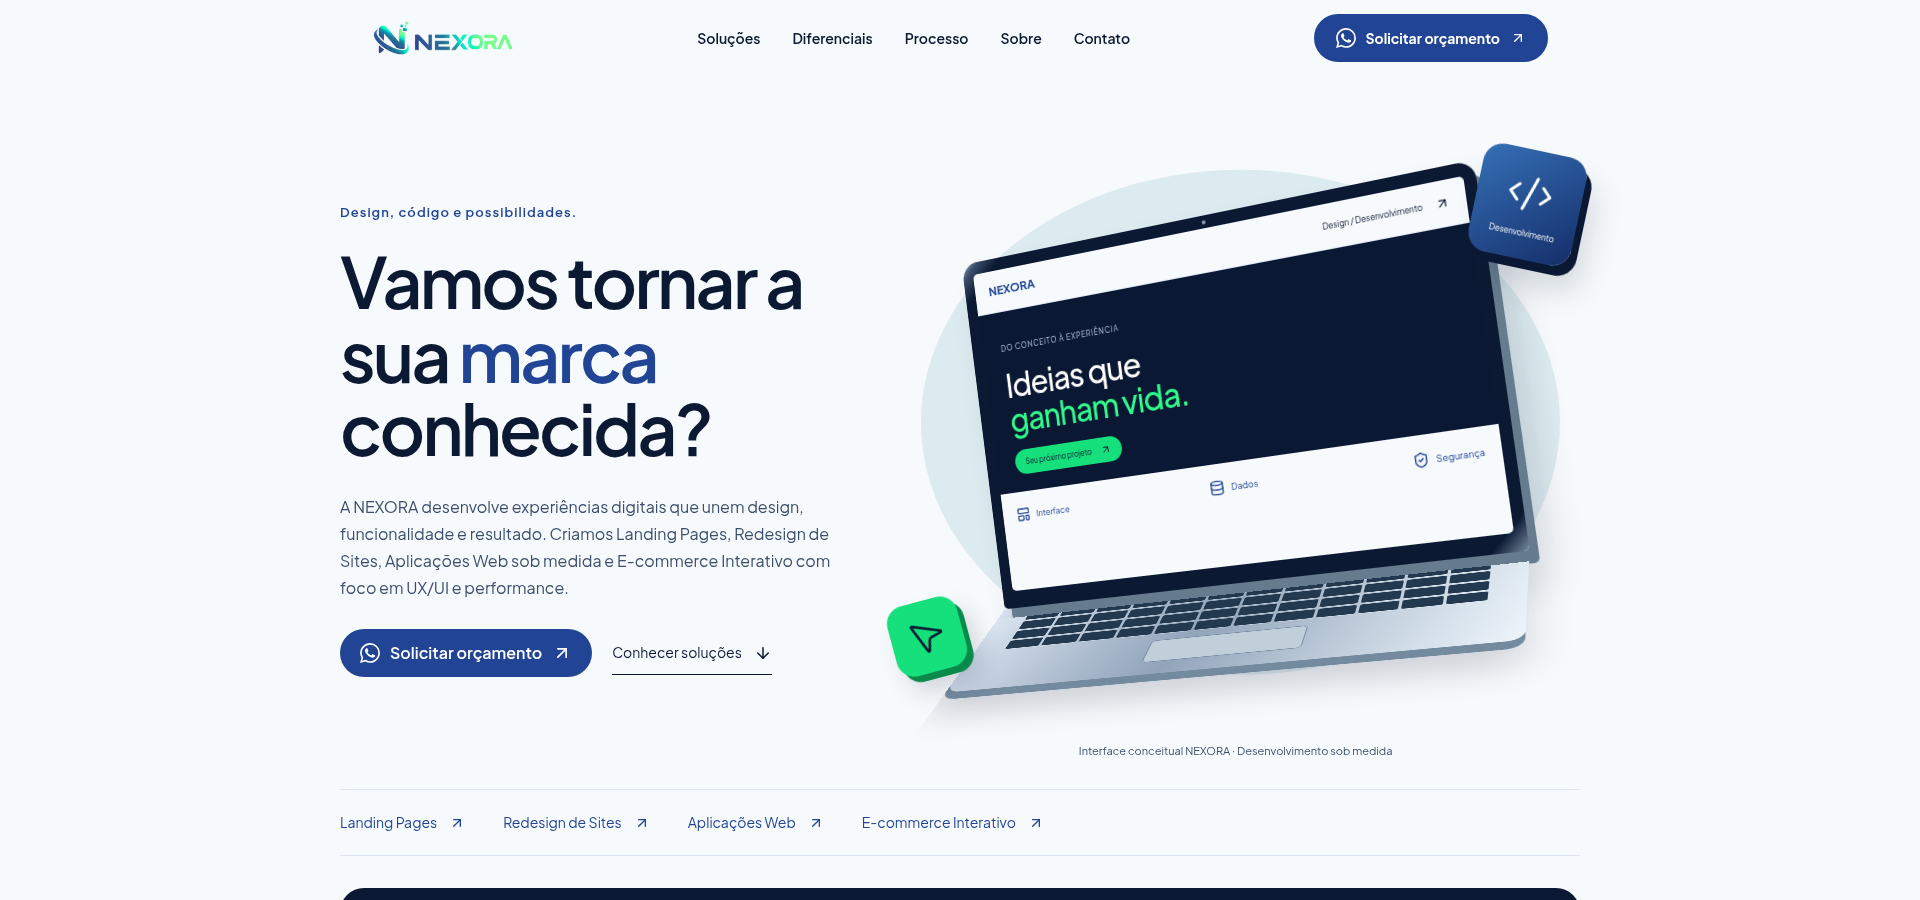 NEXORA
Soluções
Diferenciais
Processo
Sobre
Contato
Solicitar orçamento
Design, código e possibilidades.
Vamos tornar a
sua marca
conhecida?
A NEXORA desenvolve experiências digitais que unem design,
funcionalidade e resultado. Criamos Landing Pages, Redesign de
Sites, Aplicações Web sob medida e E-commerce Interativo com
foco em UX/UI e performance.
Solicitar orçamento
Conhecer soluções
NEXORA
Design / Desenvolvimento
DO CONCEITO À EXPERIÊNCIA
Ideias que
ganham vida.
Seu próximo projeto
Interface
Dados
Segurança
</>
Desenvolvimento
Interface conceitual NEXORA · Desenvolvimento sob medida
Landing Pages
Redesign de Sites
Aplicações Web
E-commerce Interativo